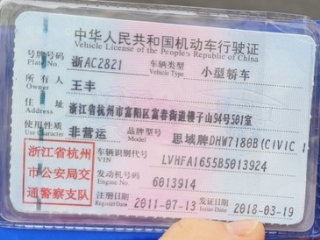 中华人民共和国机动车行驶证
Vehicle License of the People's Republic of China
号牌号码 浙AC2821 车辆类型 小型轿车
Plate No. Vehicle Type
所有人 王丰
Owner
住址 浙江省杭州市富阳区富春街道镬子山94号501室
Address
使用性质 非营运 品牌型号 思域牌DHW7180B(CIVIC 1
Use Character Model
浙江省杭州 车辆识别代号 LVHFA1655B5013924
VIN
市公安局交 发动机号码 6013914
Engine No.
通警察支队 注册日期 2011-07-13 发证日期 2018-03-19
Register Date Issue Date